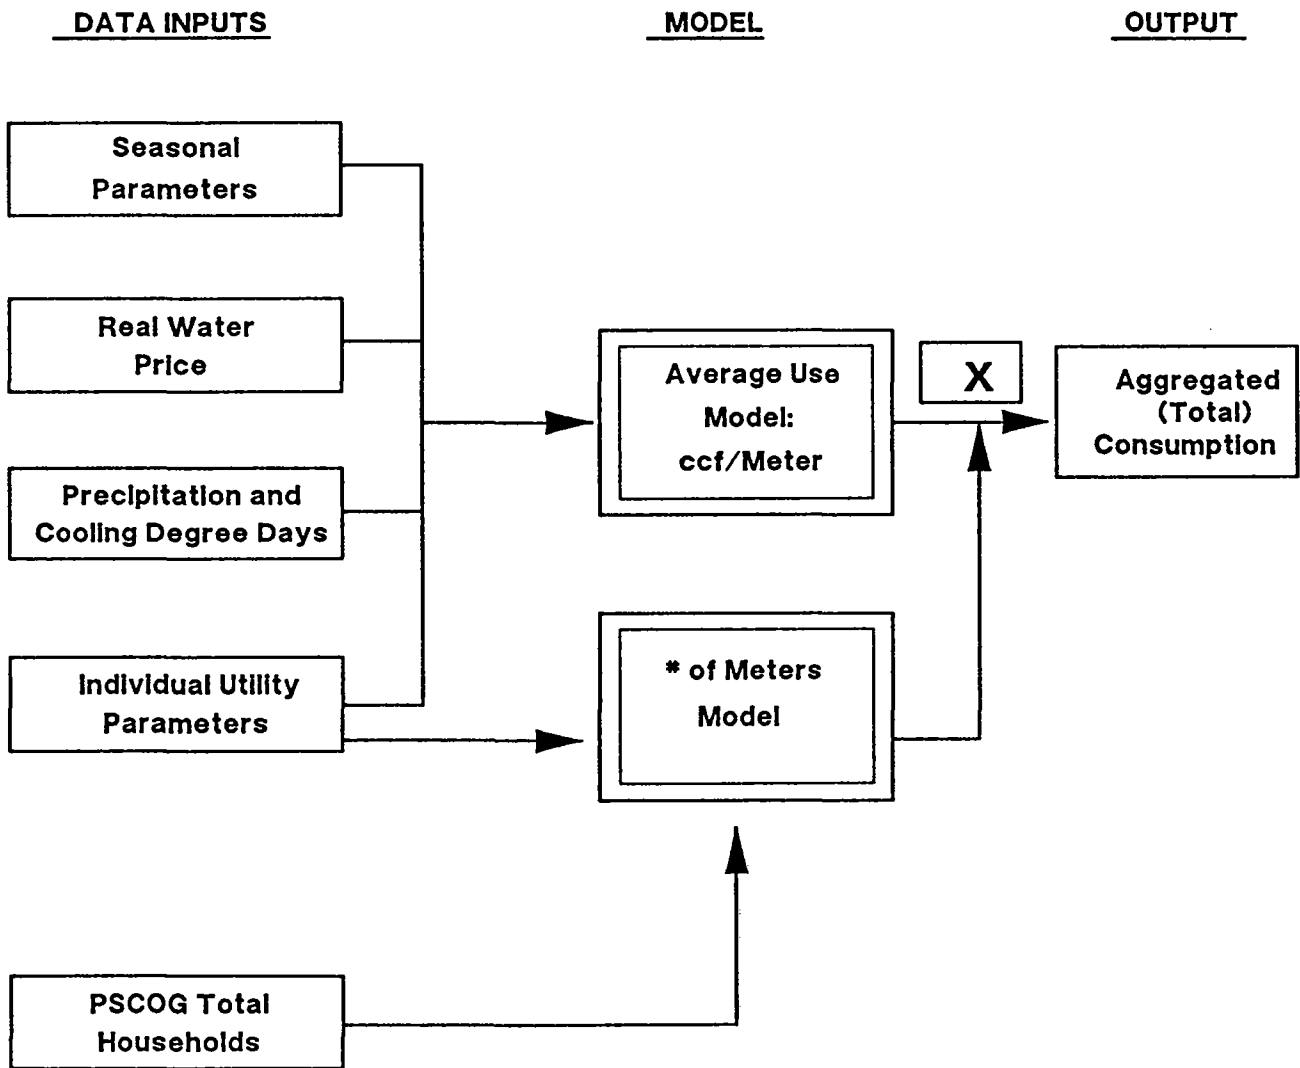 DATA INPUTS
MODEL
OUTPUT
Seasonal
Parameters
Real Water
Price
Precipitation and
Cooling Degree Days
Individual Utility
Parameters
PSCOG Total
Households
Average Use
Model:
ccf/Meter
* of Meters
Model
X
Aggregated
(Total)
Consumption